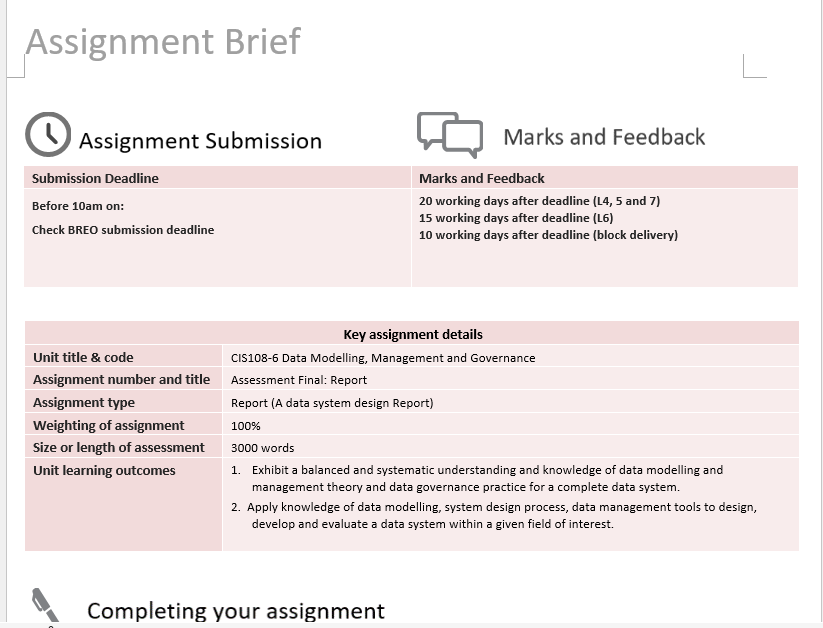 Assignment Brief
Assignment Submission
Marks and Feedback
Submission Deadline
Marks and Feedback
Before 10am on:
Check BREO submission deadline
20 working days after deadline (L4, 5 and 7)
15 working days after deadline (L6)
10 working days after deadline (block delivery)
Key assignment details
Unit title & code
CIS108-6 Data Modelling, Management and Governance
Assignment number and title
Assessment Final: Report
Assignment type
Report (A data system design Report)
Weighting of assignment
100%
Size or length of assessment
3000 words
Unit learning outcomes
1. Exhibit a balanced and systematic understanding and knowledge of data modelling and
management theory and data governance practice for a complete data system.
2. Apply knowledge of data modelling, system design process, data management tools to design,
develop and evaluate a data system within a given field of interest.
Completing your assignment